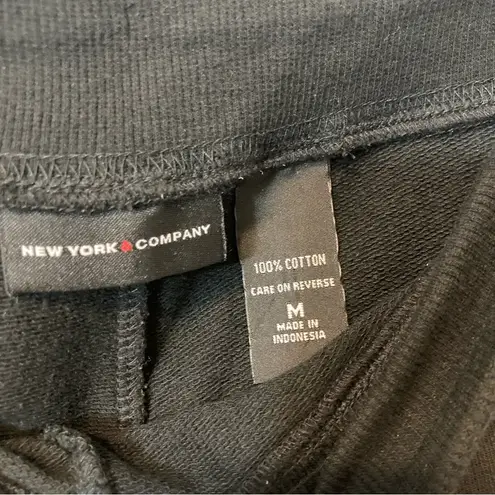 NEW YORK & COMPANY
100% COTTON
CARE ON REVERSE
M
MADE IN
INDONESIA